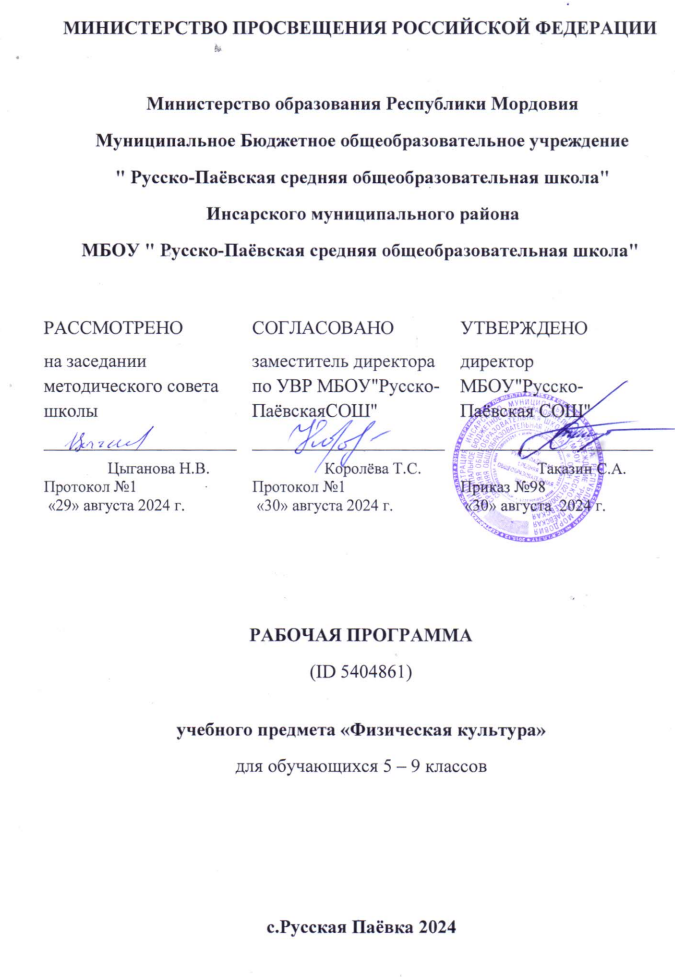 МИНИСТЕРСТВО ПРОСВЕЩЕНИЯ РОССИЙСКОЙ ФЕДЕРАЦИИ
Министерство образования Республики Мордовия
Муниципальное Бюджетное общеобразовательное учреждение
" Русско-Паёвская средняя общеобразовательная школа"
Инсарского муниципального района
МБОУ " Русско-Паёвская средняя общеобразовательная школа"
РАССМОТРЕНО
на заседании
методического совета
школы
Цыганова Н.В.
Протокол №1
«29» августа 2024 г.
СОГЛАСОВАНО
заместитель директора
по УВР МБОУ"Русско-
ПаёвскаяСОШ"
Королёва Т.С.
Протокол №1
«30» августа 2024 г.
УТВЕРЖДЕНО
директор
МБОУ"Русско-
Паёвская СОШ"
Таказин С.А.
Приказ №98
«30» августа 2024 г.
РАБОЧАЯ ПРОГРАММА
(ID 5404861)
учебного предмета «Физическая культура»
для обучающихся 5 – 9 классов
с.Русская Паёвка 2024